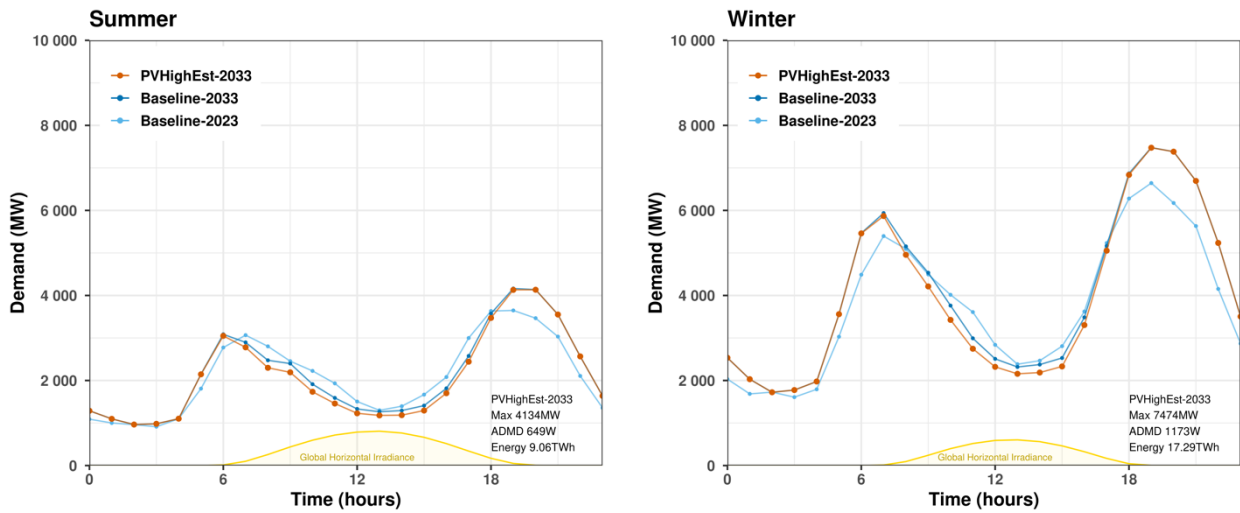 Summer
10 000
8 000
6 000
4 000
2 000
0
Demand (MW)
PVHighEst-2033
Baseline-2033
Baseline-2023
PVHighEst-2033
Max 4134MW
ADMD 649W
Energy 9.06TWh
Global Horizontal Irradiance
0
6
12
18
Time (hours)
Winter
10 000
8 000
6 000
4 000
2 000
0
Demand (MW)
PVHighEst-2033
Baseline-2033
Baseline-2023
PVHighEst-2033
Max 7474MW
ADMD 1173W
Energy 17.29TWh
Global Horizontal Irradiance
0
6
12
18
Time (hours)